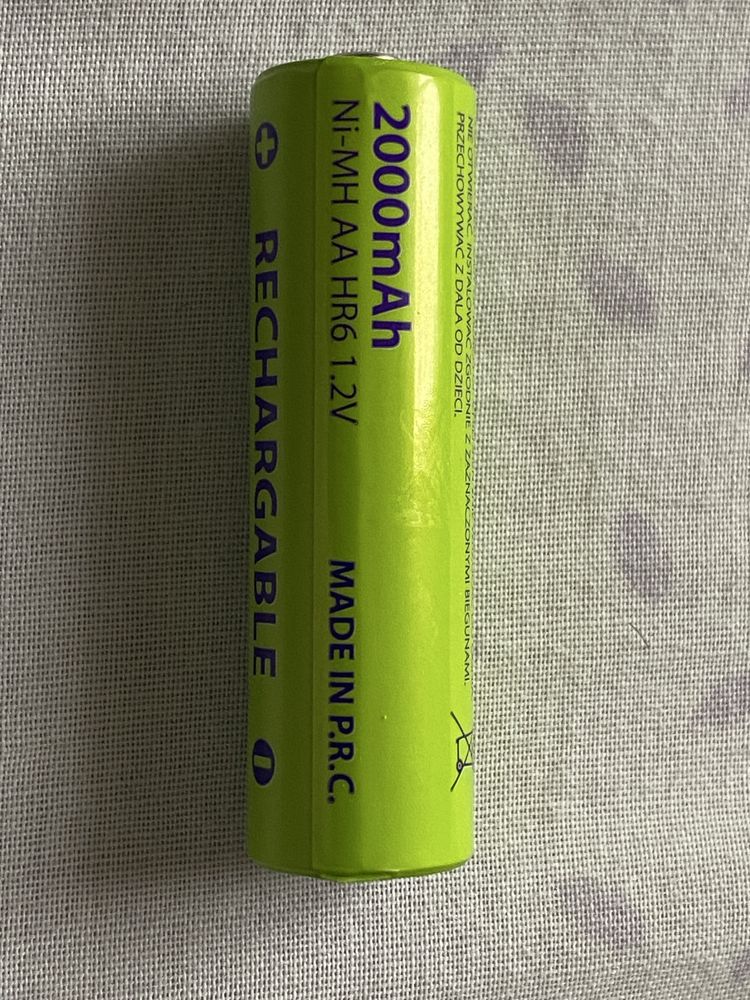 NIE OTWIERAĆ. INSTALOWAĆ ZGODNIE Z ZAZNACZONYMI BIEGUNAMI.
PRZECHOWYWAĆ Z DALA OD DZIECI.
2000mAh
Ni-MH AA HR6 1.2V MADE IN P.R.C.
+ RECHARGABLE -